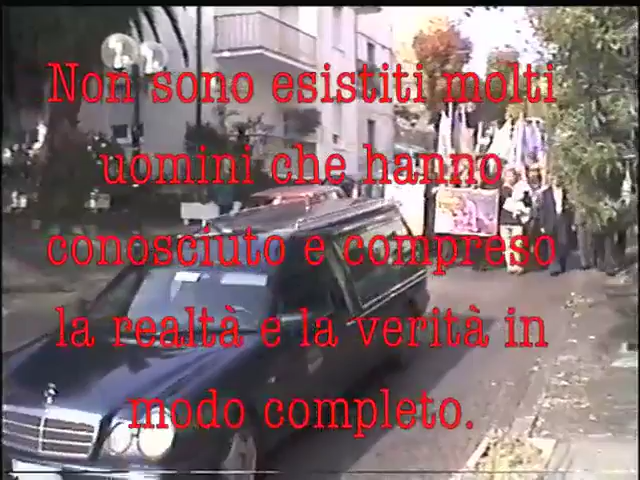 Non sono esistiti molti
uomini che hanno
conosciuto e compreso
la realtà e la verità in
modo completo.